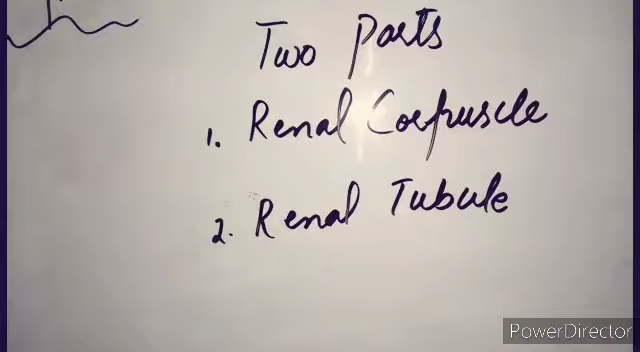 Two Parts
1. Renal Corpuscle
2. Renal Tubule
PowerDirector